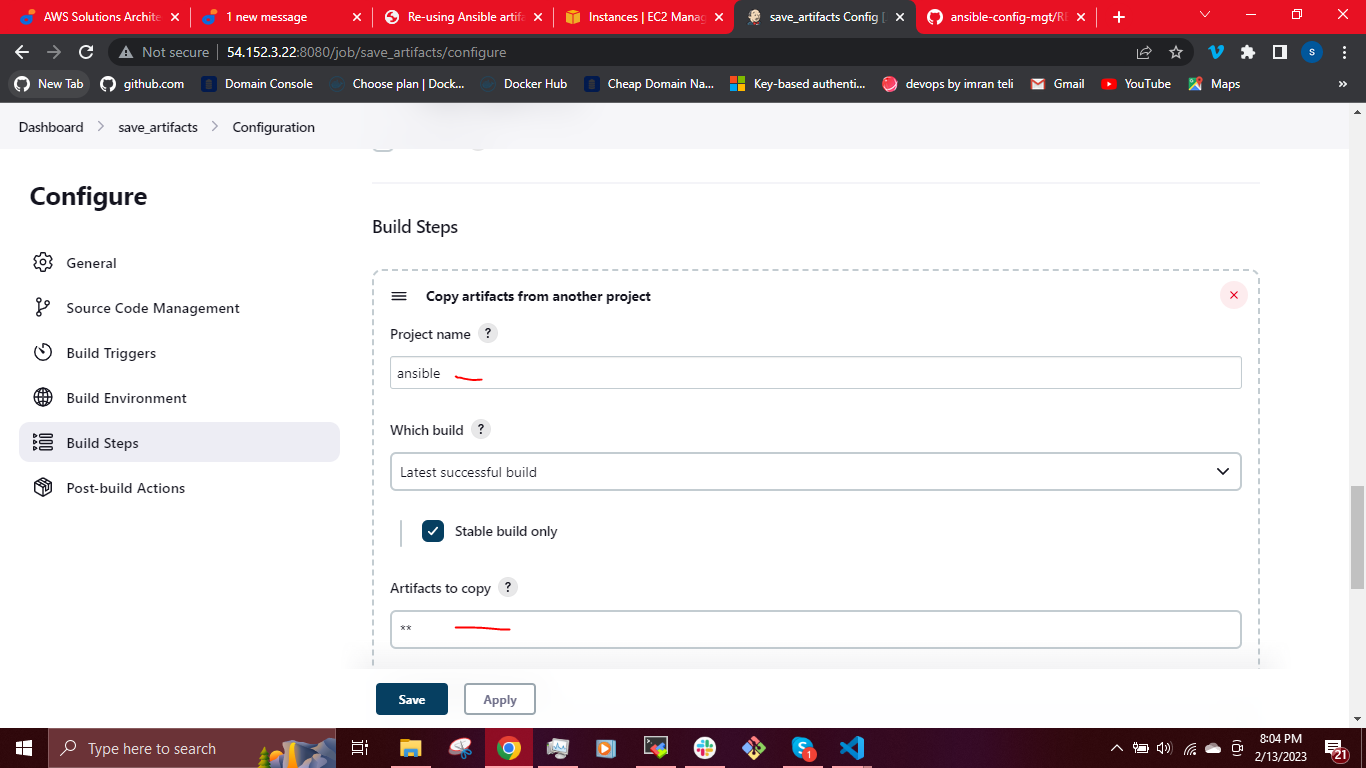 AWS Solutions Archite
1 new message
Re-using Ansible artifa
Instances | EC2 Manag
save_artifacts Config [
ansible-config-mgt/RE
Not secure
54.152.3.22:8080/job/save_artifacts/configure
S
New Tab
github.com
Domain Console
Choose plan | Dock...
Docker Hub
Cheap Domain Na...
Key-based authenti...
devops by imran teli
Gmail
YouTube
Maps
»
Dashboard
save_artifacts
Configuration
Configure
General
Source Code Management
Build Triggers
Build Environment
Build Steps
Post-build Actions
Build Steps
Copy artifacts from another project
Project name ?
ansible
Which build ?
Latest successful build
Stable build only
Artifacts to copy ?
**
Save
Apply
Type here to search
1
8:04 PM
2/13/2023
21